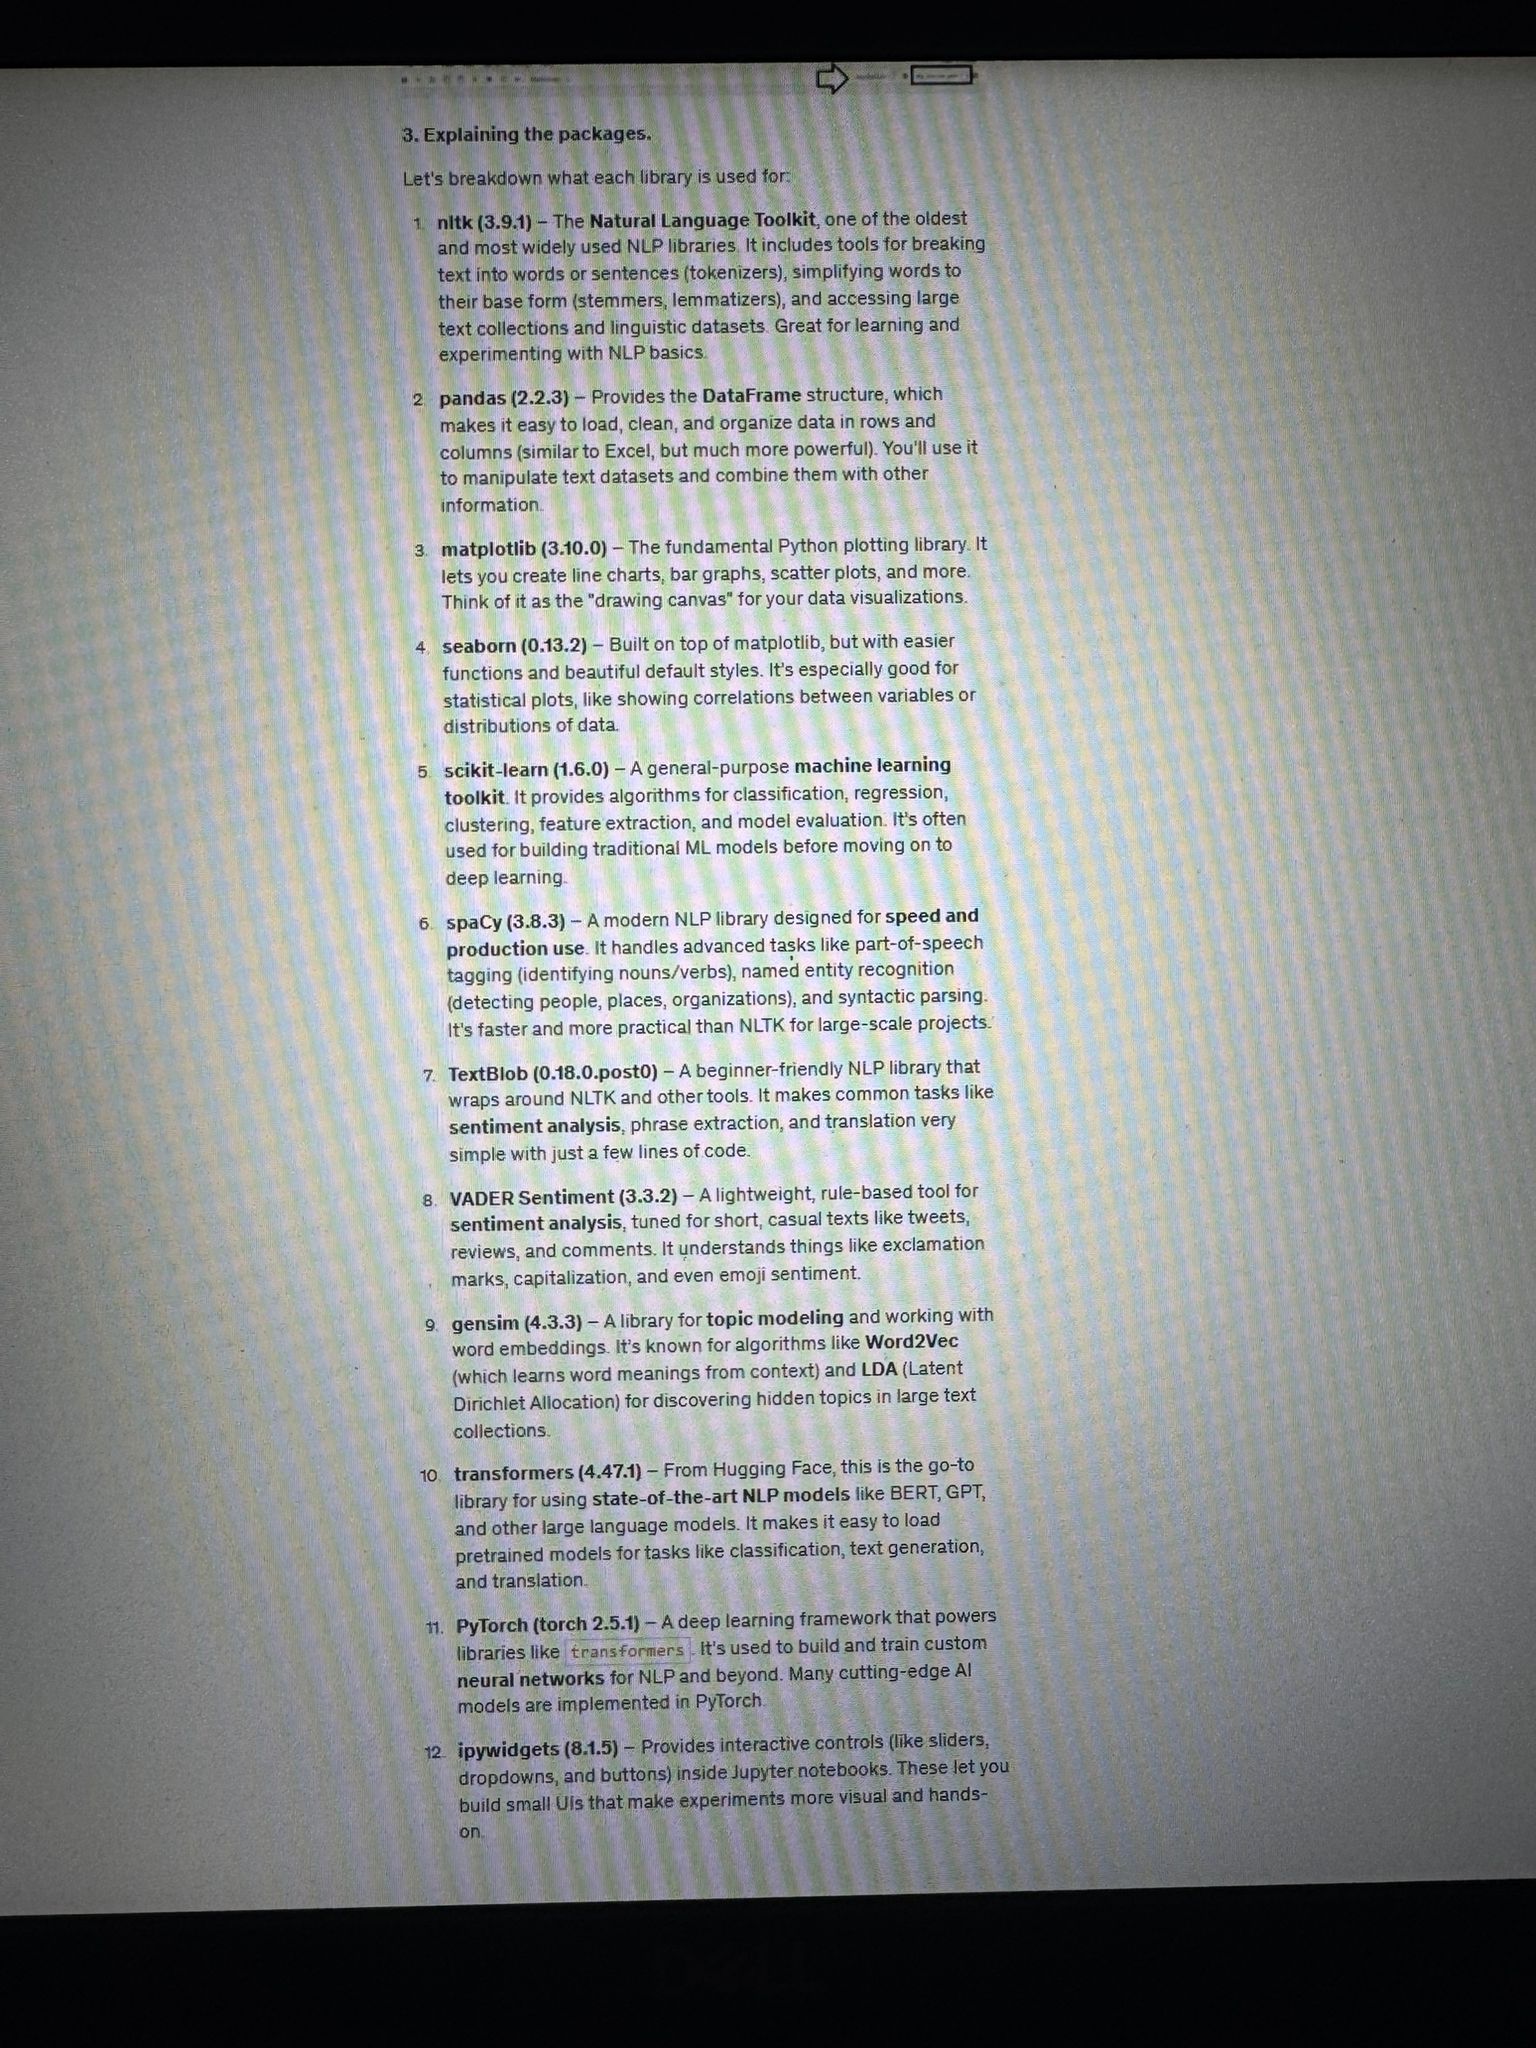 3. Explaining the packages.
Let's breakdown what each library is used for:
1. nltk (3.9.1) – The Natural Language Toolkit, one of the oldest
and most widely used NLP libraries. It includes tools for breaking
text into words or sentences (tokenizers), simplifying words to
their base form (stemmers, lemmatizers), and accessing large
text collections and linguistic datasets. Great for learning and
experimenting with NLP basics.
2. pandas (2.2.3) – Provides the DataFrame structure, which
makes it easy to load, clean, and organize data in rows and
columns (similar to Excel, but much more powerful). You'll use it
to manipulate text datasets and combine them with other
information.
3. matplotlib (3.10.0) – The fundamental Python plotting library. It
lets you create line charts, bar graphs, scatter plots, and more.
Think of it as the "drawing canvas" for your data visualizations.
4. seaborn (0.13.2) – Built on top of matplotlib, but with easier
functions and beautiful default styles. It's especially good for
statistical plots, like showing correlations between variables or
distributions of data.
5. scikit-learn (1.6.0) – A general-purpose machine learning
toolkit. It provides algorithms for classification, regression,
clustering, feature extraction, and model evaluation. It's often
used for building traditional ML models before moving on to
deep learning.
6. spaCy (3.8.3) – A modern NLP library designed for speed and
production use. It handles advanced tasks like part-of-speech
tagging (identifying nouns/verbs), named entity recognition
(detecting people, places, organizations), and syntactic parsing.
It's faster and more practical than NLTK for large-scale projects.
7. TextBlob (0.18.0.post0) – A beginner-friendly NLP library that
wraps around NLTK and other tools. It makes common tasks like
sentiment analysis, phrase extraction, and translation very
simple with just a few lines of code.
8. VADER Sentiment (3.3.2) – A lightweight, rule-based tool for
sentiment analysis, tuned for short, casual texts like tweets,
reviews, and comments. It understands things like exclamation
marks, capitalization, and even emoji sentiment.
9. gensim (4.3.3) – A library for topic modeling and working with
word embeddings. It's known for algorithms like Word2Vec
(which learns word meanings from context) and LDA (Latent
Dirichlet Allocation) for discovering hidden topics in large text
collections.
10. transformers (4.47.1) – From Hugging Face, this is the go-to
library for using state-of-the-art NLP models like BERT, GPT,
and other large language models. It makes it easy to load
pretrained models for tasks like classification, text generation,
and translation.
11. PyTorch (torch 2.5.1) – A deep learning framework that powers
libraries like transformers. It's used to build and train custom
neural networks for NLP and beyond. Many cutting-edge AI
models are implemented in PyTorch.
12. ipywidgets (8.1.5) – Provides interactive controls (like sliders,
dropdowns, and buttons) inside Jupyter notebooks. These let you
build small UIs that make experiments more visual and hands-
on.